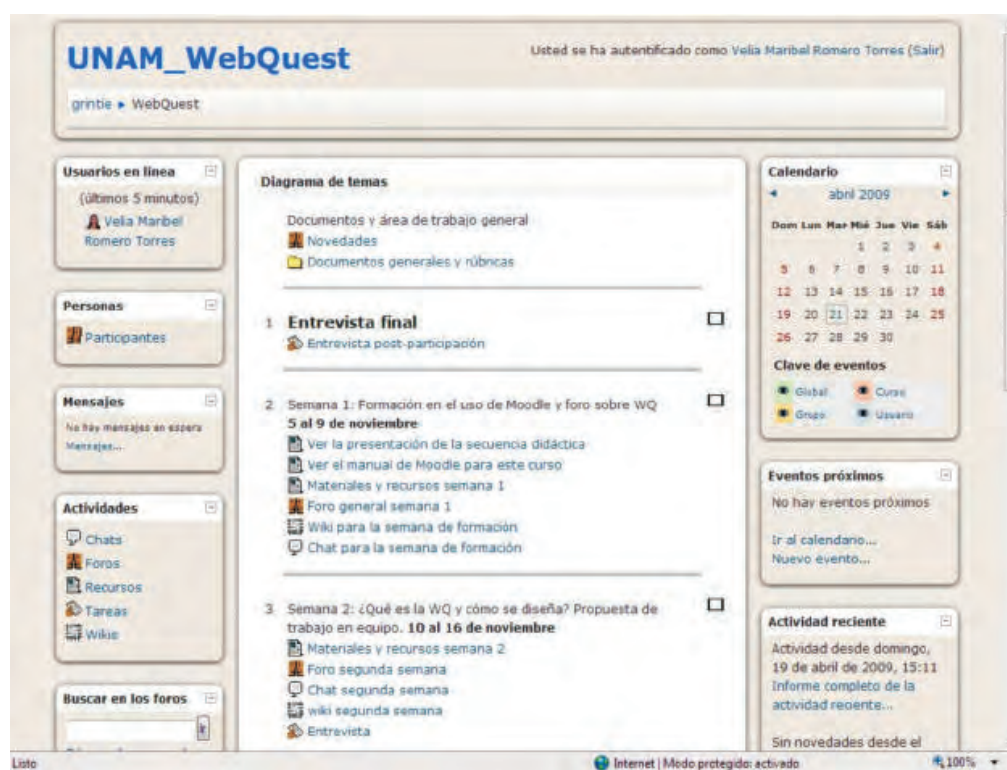 UNAM_WebQuest
Usted se ha autentificado como Velia Maribel Romero Torres (Salir)
grintie ► WebQuest
Usuarios en línea
(últimos 5 minutos)
Velia Maribel
Romero Torres
Personas
Participantes
Mensajes
No hay mensajes en espera
Mensajes...
Actividades
Chats
Foros
Recursos
Tareas
Wikis
Buscar en los foros
Ir
Diagrama de temas
Documentos y área de trabajo general
Novedades
Documentos generales y rúbricas
1 Entrevista final
Entrevista post-participación
2 Semana 1: Formación en el uso de Moodle y foro sobre WQ
5 al 9 de noviembre
Ver la presentación de la secuencia didáctica
Ver el manual de Moodle para este curso
Materiales y recursos semana 1
Foro general semana 1
Wiki para la semana de formación
Chat para la semana de formación
3 Semana 2: ¿Qué es la WQ y cómo se diseña? Propuesta de
trabajo en equipo. 10 al 16 de noviembre
Materiales y recursos semana 2
Foro segunda semana
Chat segunda semana
wiki segunda semana
Entrevista
Calendario
abril 2009
Dom Lun Mar Mié Jue Vie Sáb
1 2 3 4
5 6 7 8 9 10 11
12 13 14 15 16 17 18
19 20 21 22 23 24 25
26 27 28 29 30
Clave de eventos
Global Curso
Grupo Usuario
Eventos próximos
No hay eventos próximos
Ir al calendario...
Nuevo evento...
Actividad reciente
Actividad desde domingo,
19 de abril de 2009, 15:11
Informe completo de la
actividad reciente...
Sin novedades desde el
Listo
Internet | Modo protegido: activado
100%